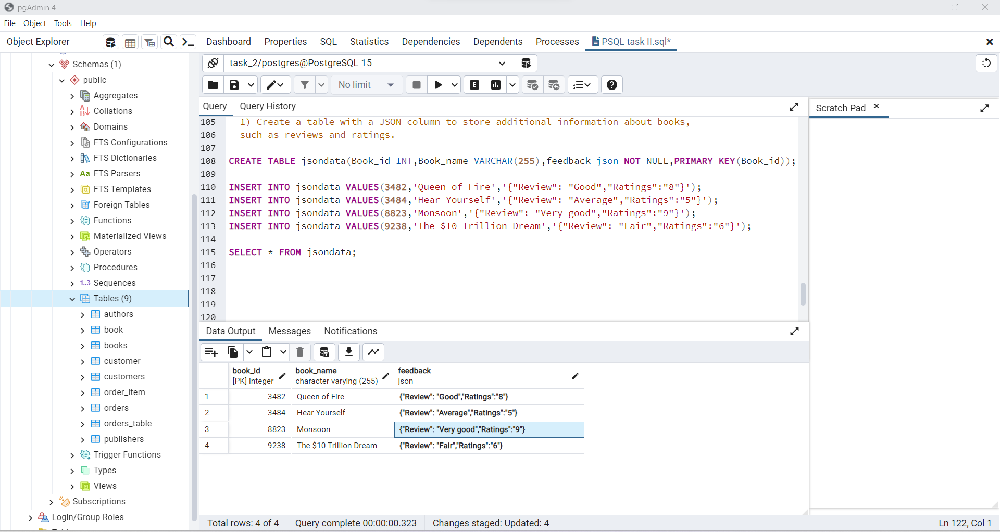 pgAdmin 4
File Object Tools Help
Object Explorer
Dashboard Properties SQL Statistics Dependencies Dependents Processes PSQL task II.sql*
Schemas (1)
public
Aggregates
Collations
Domains
FTS Configurations
FTS Dictionaries
Aa FTS Parsers
FTS Templates
Foreign Tables
Functions
Materialized Views
Operators
Procedures
1..3 Sequences
Tables (9)
authors
book
books
customer
customers
order_item
orders
orders_table
publishers
Trigger Functions
Types
Views
Subscriptions
Login/Group Roles
task_2/postgres@PostgreSQL 15
No limit
E
Query Query History
Scratch Pad
105 --1) Create a table with a JSON column to store additional information about books,
106 --such as reviews and ratings.
107
108 CREATE TABLE jsondata(Book_id INT,Book_name VARCHAR(255),feedback json NOT NULL,PRIMARY KEY(Book_id));
109
110 INSERT INTO jsondata VALUES(3482,'Queen of Fire','{"Review": "Good","Ratings":"8"}');
111 INSERT INTO jsondata VALUES(3484,'Hear Yourself','{"Review": "Average","Ratings":"5"}');
112 INSERT INTO jsondata VALUES(8823,'Monsoon','{"Review": "Very good","Ratings":"9"}');
113 INSERT INTO jsondata VALUES(9238,'The $10 Trillion Dream','{"Review": "Fair","Ratings":"6"}');
114
115 SELECT * FROM jsondata;
116
117
118
119
120
Data Output Messages Notifications
book_id book_name feedback
[PK] integer character varying (255) json
1 3482 Queen of Fire {"Review": "Good","Ratings":"8"}
2 3484 Hear Yourself {"Review": "Average","Ratings":"5"}
3 8823 Monsoon {"Review": "Very good","Ratings":"9"}
4 9238 The $10 Trillion Dream {"Review": "Fair","Ratings":"6"}
Total rows: 4 of 4 Query complete 00:00:00.323 Changes staged: Updated: 4 Ln 122, Col 1